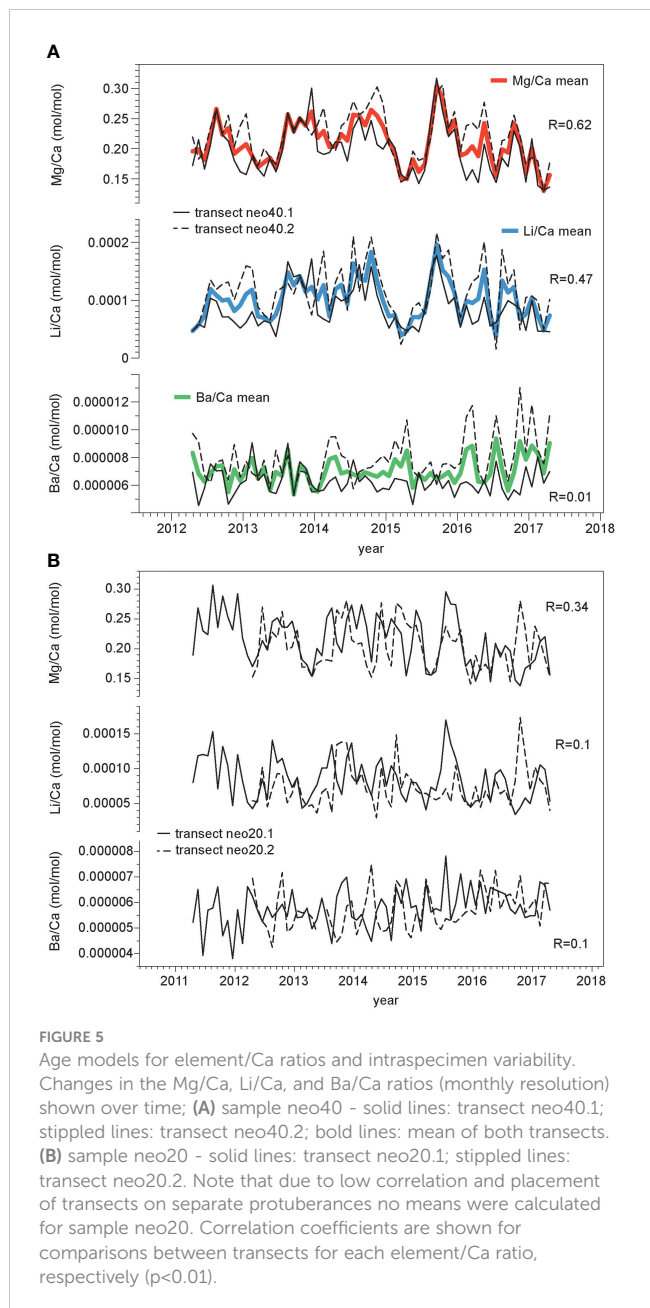 A
Mg/Ca (mol/mol)
0.30
0.25
0.20
0.15
Mg/Ca mean
R=0.62
transect neo40.1
transect neo40.2
Li/Ca (mol/mol)
0.0002
0.0001
0
Li/Ca mean
R=0.47
Ba/Ca (mol/mol)
0.000012
0.000010
0.000008
0.000006
Ba/Ca mean
R=0.01
2012 2013 2014 2015 2016 2017 2018
year
B
Mg/Ca (mol/mol)
0.30
0.25
0.20
0.15
R=0.34
Li/Ca (mol/mol)
0.00015
0.00010
0.00005
R=0.1
transect neo20.1
transect neo20.2
Ba/Ca (mol/mol)
0.000008
0.000007
0.000006
0.000005
0.000004
R=0.1
2011 2012 2013 2014 2015 2016 2017 2018
year
FIGURE 5
Age models for element/Ca ratios and intraspecimen variability.
Changes in the Mg/Ca, Li/Ca, and Ba/Ca ratios (monthly resolution)
shown over time; (A) sample neo40 - solid lines: transect neo40.1;
stippled lines: transect neo40.2; bold lines: mean of both transects.
(B) sample neo20 - solid lines: transect neo20.1; stippled lines:
transect neo20.2. Note that due to low correlation and placement
of transects on separate protuberances no means were calculated
for sample neo20. Correlation coefficients are shown for
comparisons between transects for each element/Ca ratio,
respectively (p<0.01).